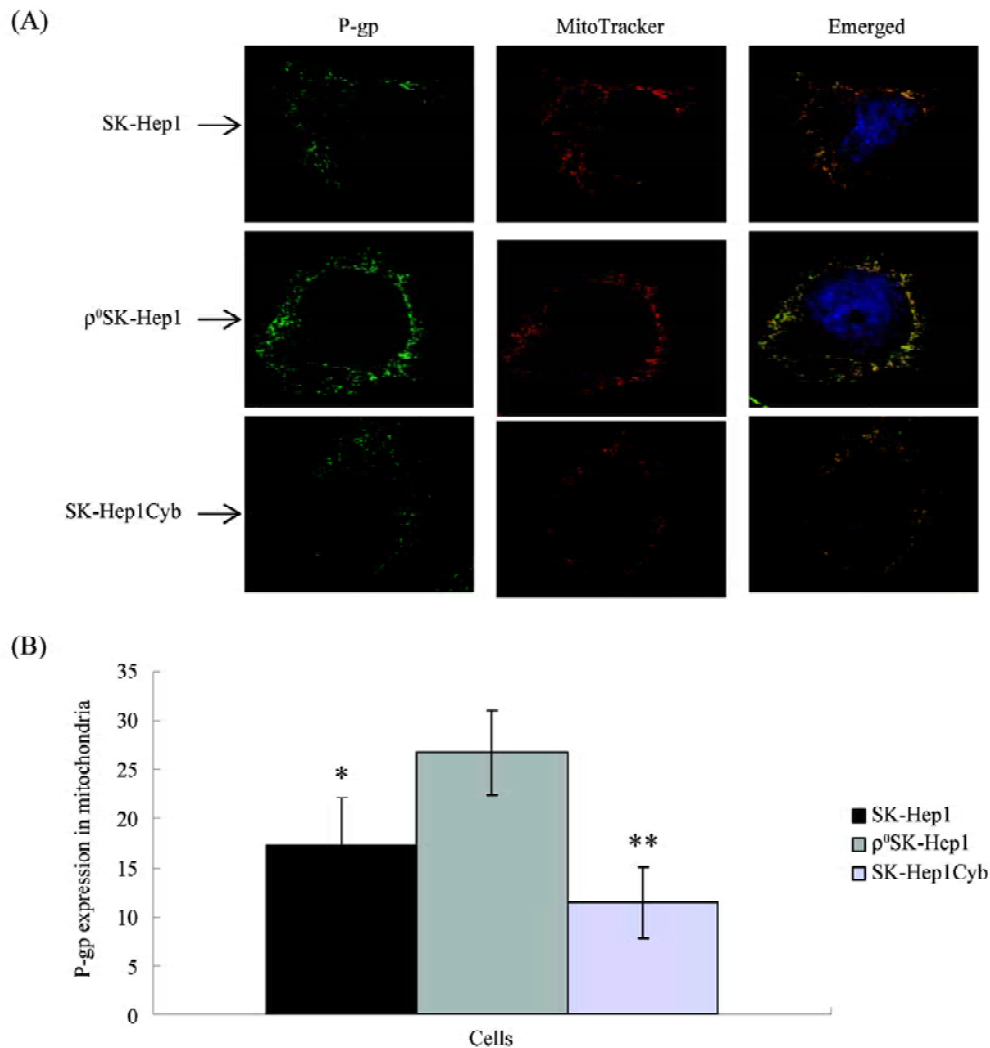 (A)
P-gp MitoTracker Emerged
SK-Hep1
ρ⁰SK-Hep1
SK-Hep1Cyb
(B)
P-gp expression in mitochondria
35
30
25
20
15
10
5
0
*
**
SK-Hep1
ρ⁰SK-Hep1
SK-Hep1Cyb
Cells